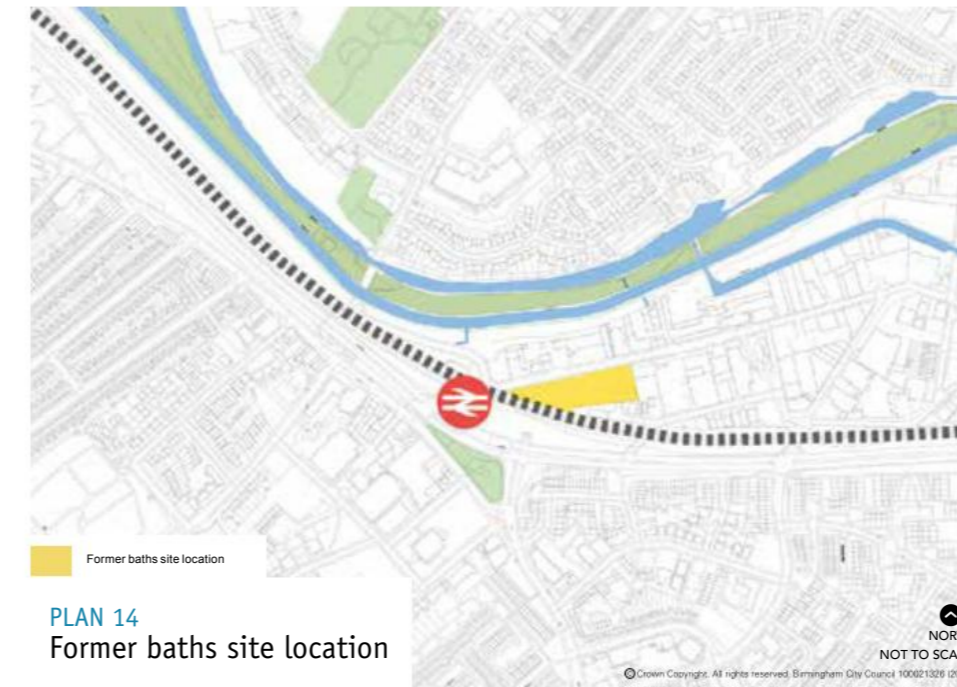 Former baths site location
PLAN 14
Former baths site location
NOR
NOT TO SCA
© Crown Copyright. All rights reserved. Birmingham City Council 100021326 (20